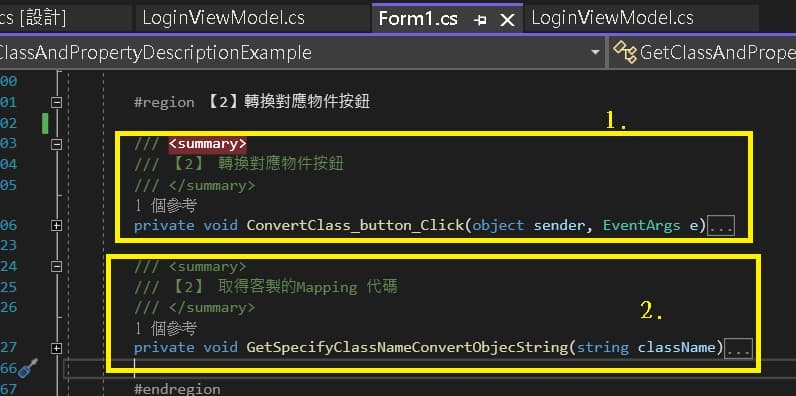 cs [設計]
LoginViewModel.cs
Form1.cs
LoginViewModel.cs
ClassAndPropertyDescriptionExample
GetClassAndPrope
00
01 #region 【2】轉換對應物件按鈕
02
1.
03 /// <summary>
04 /// 【2】 轉換對應物件按鈕
05 /// </summary>
1 個參考
06 private void ConvertClass_button_Click(object sender, EventArgs e)...
23
24 /// <summary>
25 /// 【2】 取得客製的Mapping 代碼
26 /// </summary>
2.
1 個參考
27 private void GetSpecifyClassNameConvertObjecString(string className)...
66
67 #endregion